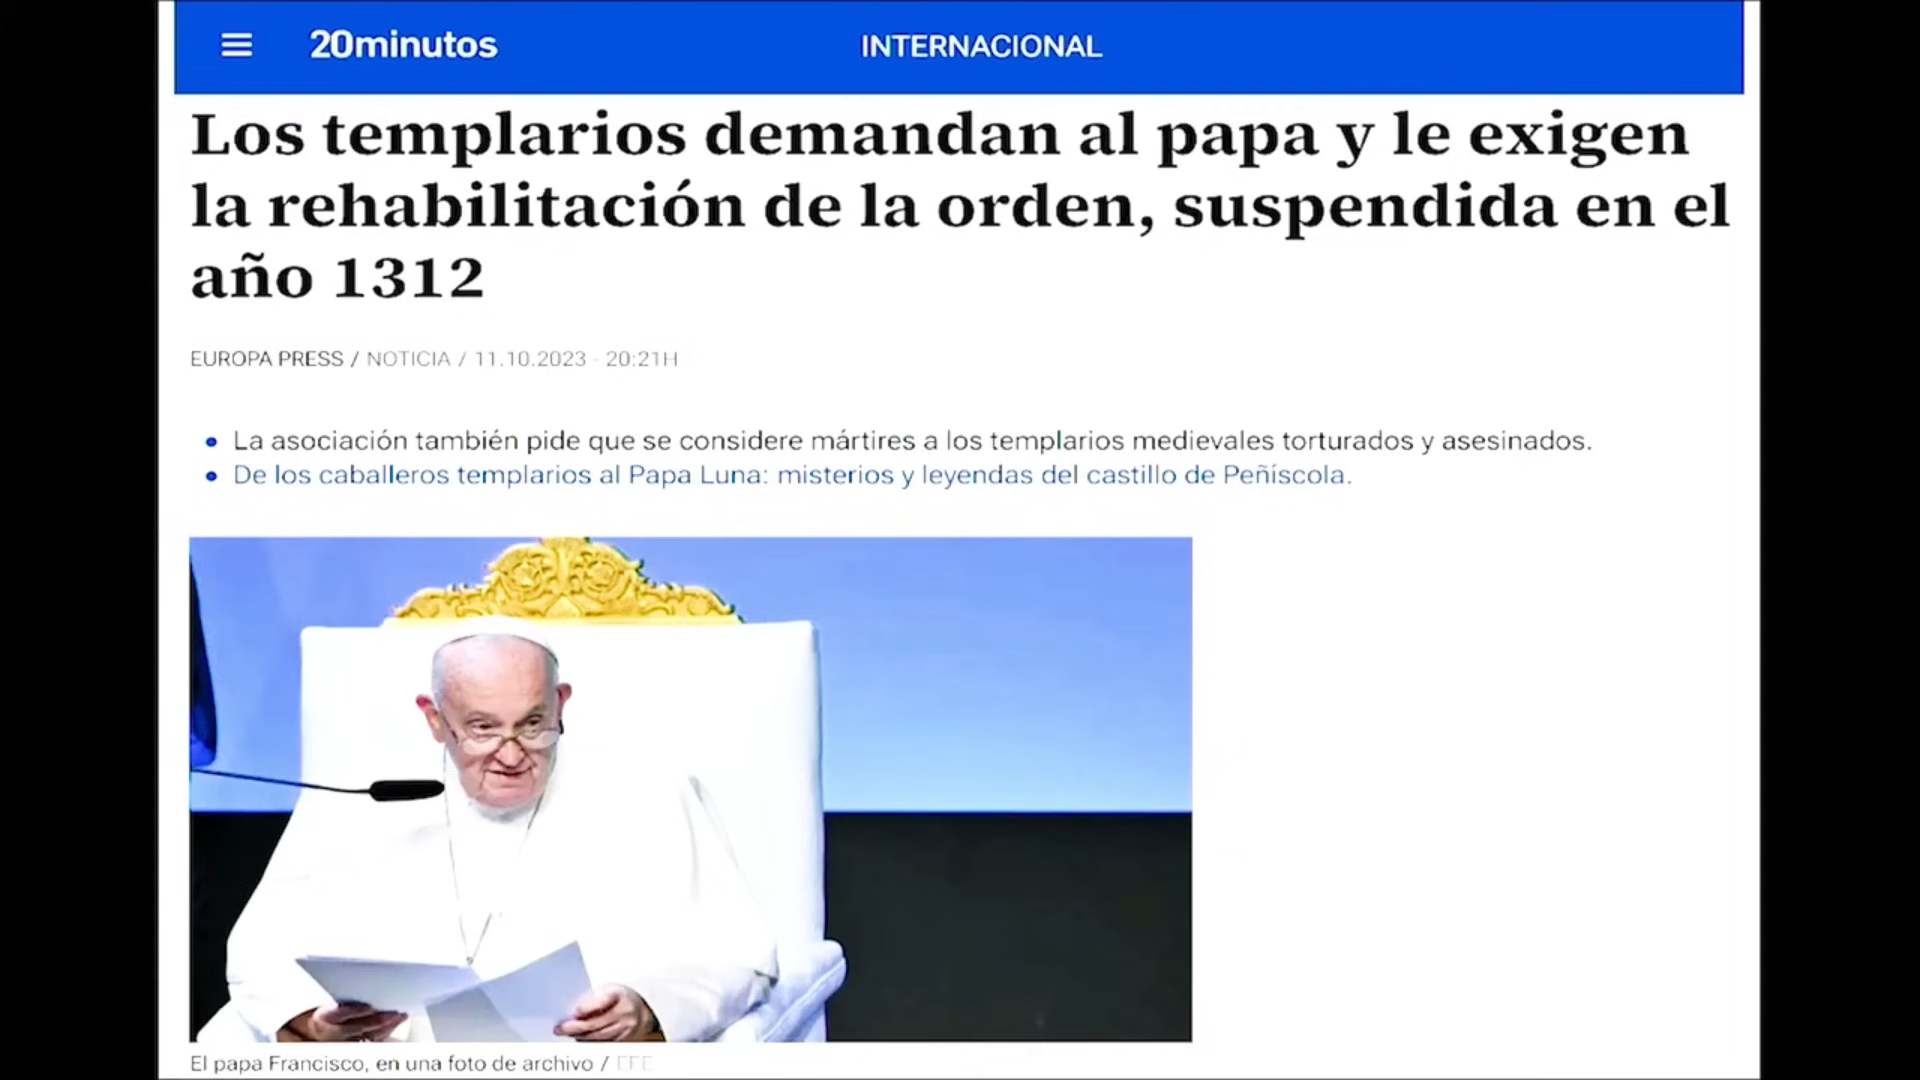 20minutos
INTERNACIONAL
Los templarios demandan al papa y le exigen
la rehabilitación de la orden, suspendida en el
año 1312
EUROPA PRESS / NOTICIA / 11.10.2023 - 20:21H
La asociación también pide que se considere mártires a los templarios medievales torturados y asesinados.
De los caballeros templarios al Papa Luna: misterios y leyendas del castillo de Peñíscola.
El papa Francisco, en una foto de archivo / EFE